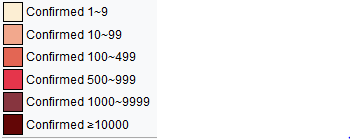 Confirmed 1~9
Confirmed 10~99
Confirmed 100~499
Confirmed 500~999
Confirmed 1000~9999
Confirmed ≥10000